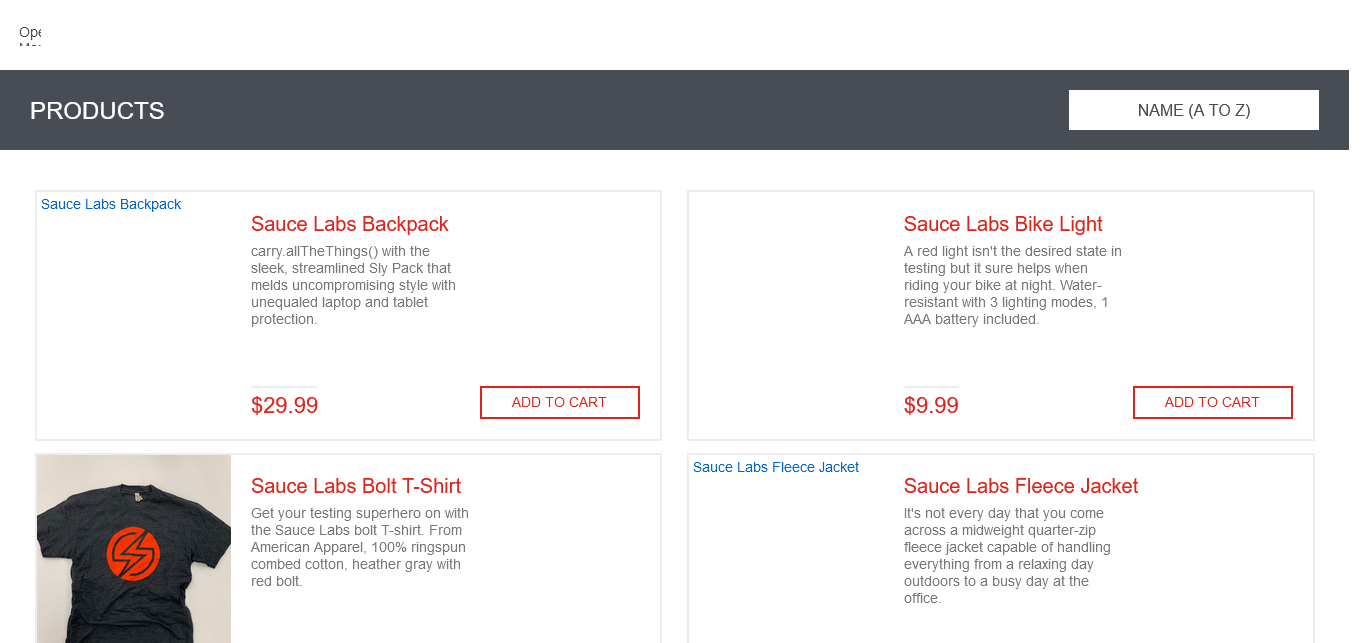 Ope
PRODUCTS
NAME (A TO Z)
Sauce Labs Backpack
Sauce Labs Backpack
carry.allTheThings() with the
sleek, streamlined Sly Pack that
melds uncompromising style with
unequaled laptop and tablet
protection.
$29.99
ADD TO CART
Sauce Labs Bike Light
A red light isn't the desired state in
testing but it sure helps when
riding your bike at night. Water-
resistant with 3 lighting modes, 1
AAA battery included.
$9.99
ADD TO CART
Sauce Labs Bolt T-Shirt
Get your testing superhero on with
the Sauce Labs bolt T-shirt. From
American Apparel, 100% ringspun
combed cotton, heather gray with
red bolt.
Sauce Labs Fleece Jacket
Sauce Labs Fleece Jacket
It's not every day that you come
across a midweight quarter-zip
fleece jacket capable of handling
everything from a relaxing day
outdoors to a busy day at the
office.